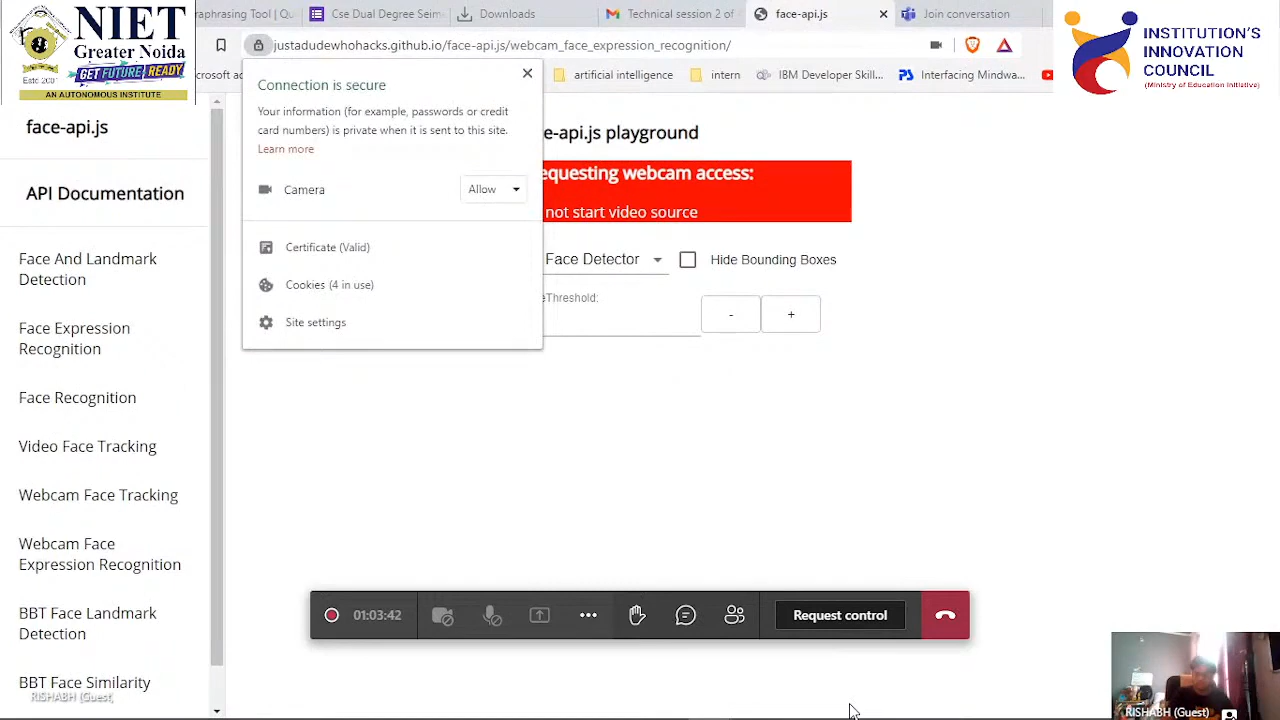 NIET
Greater Noida
GET FUTURE READY
AN AUTONOMOUS INSTITUTE
araphrasing Tool | Qu
Cse Dud Degree Sem
Downloads
Technical session 2 o
face-api.js
Join conversation
justadudewhohacks.github.io/face-api.js/webcam_face_expression_recognition/
artificial intelligence
intern
IBM Developer Skill...
Interfacing Mindwa...
INSTITUTION'S
INNOVATION
COUNCIL
(Ministry of Education Initiative)
face-api.js
API Documentation
Face And Landmark
Detection
Face Expression
Recognition
Face Recognition
Video Face Tracking
Webcam Face Tracking
Webcam Face
Expression Recognition
BBT Face Landmark
Detection
BBT Face Similarity
RISHABH (Guest)
Connection is secure
Your information (for example, passwords or credit
card numbers) is private when it is sent to this site.
Learn more
Camera
Allow
Certificate (Valid)
Cookies (4 in use)
Site settings
e-api.js playground
equesting webcam access:
not start video source
Face Detector
Hide Bounding Boxes
eThreshold:
-
+
01:03:42
Request control
RISHABH (Guest)